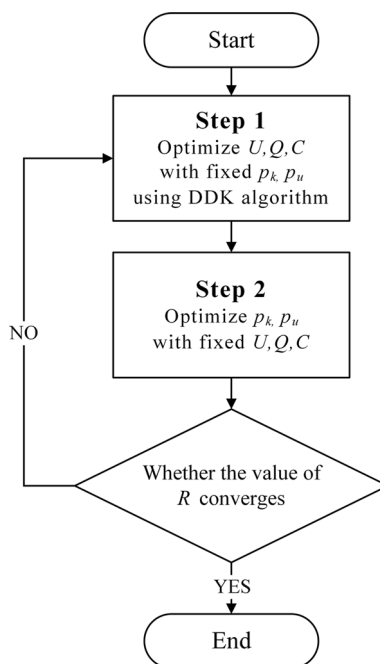 Start
Step 1
Optimize U,Q,C
with fixed pk, pu
using DDK algorithm
Step 2
Optimize pk, pu
with fixed U,Q,C
NO
Whether the value of
R converges
YES
End